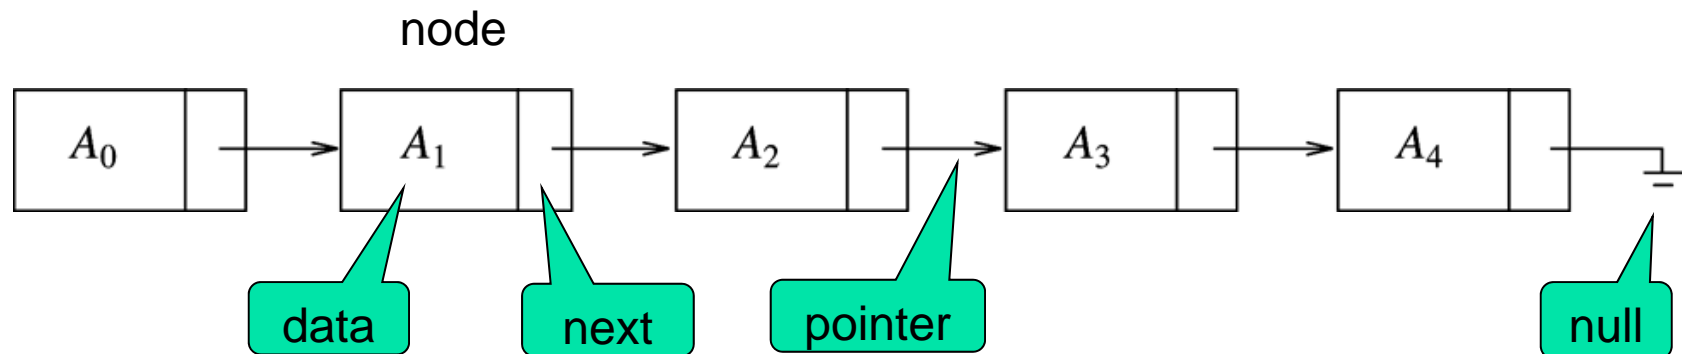 node
A₀ A₁ A₂ A₃ A₄
data next pointer null